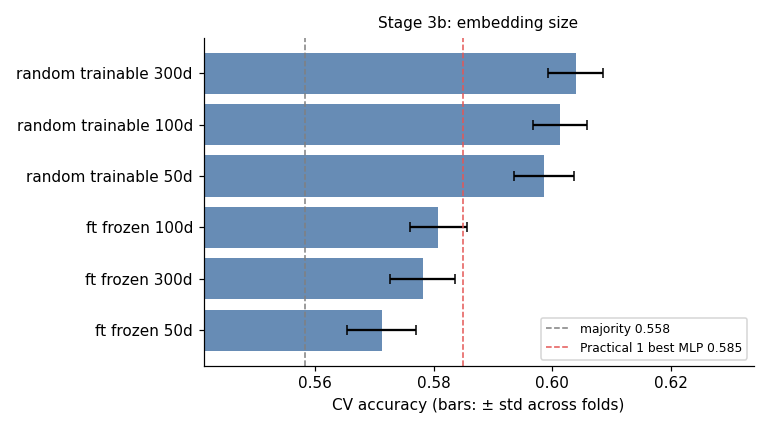 Stage 3b: embedding size
random trainable 300d
random trainable 100d
random trainable 50d
ft frozen 100d
ft frozen 300d
ft frozen 50d
majority 0.558
Practical 1 best MLP 0.585
0.56 0.58 0.60 0.62
CV accuracy (bars: ± std across folds)